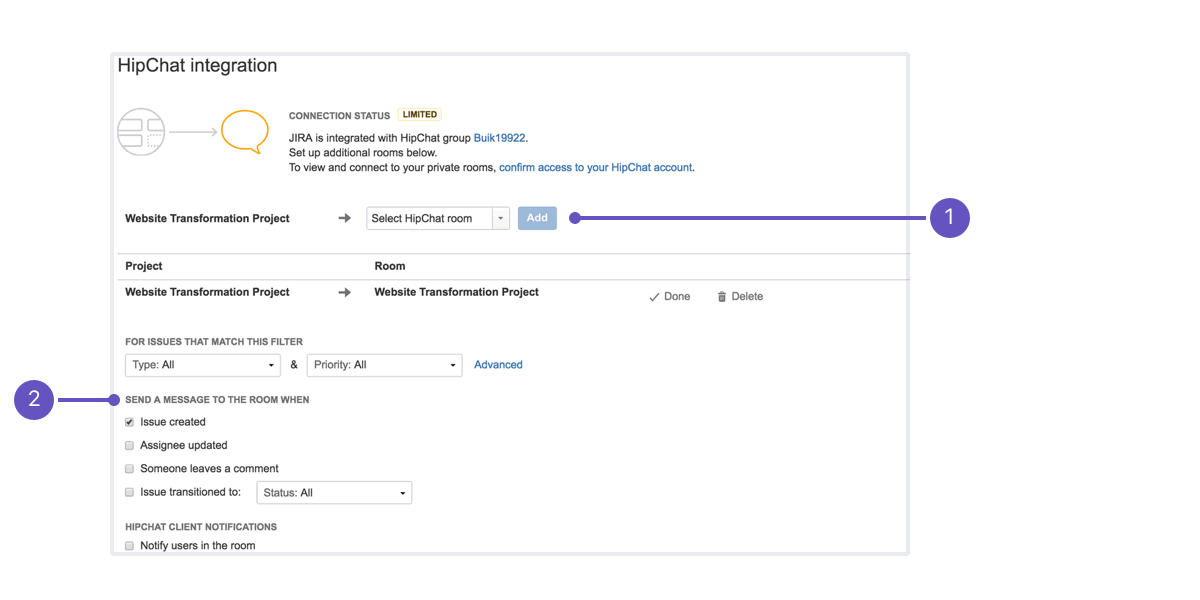 HipChat integration
CONNECTION STATUS LIMITED
JIRA is integrated with HipChat group Buik19922.
Set up additional rooms below.
To view and connect to your private rooms, confirm access to your HipChat account.
Website Transformation Project Select HipChat room Add
1
Project Room
Website Transformation Project Website Transformation Project Done Delete
FOR ISSUES THAT MATCH THIS FILTER
Type: All & Priority: All Advanced
2
SEND A MESSAGE TO THE ROOM WHEN
Issue created
Assignee updated
Someone leaves a comment
Issue transitioned to: Status: All
HIPCHAT CLIENT NOTIFICATIONS
Notify users in the room